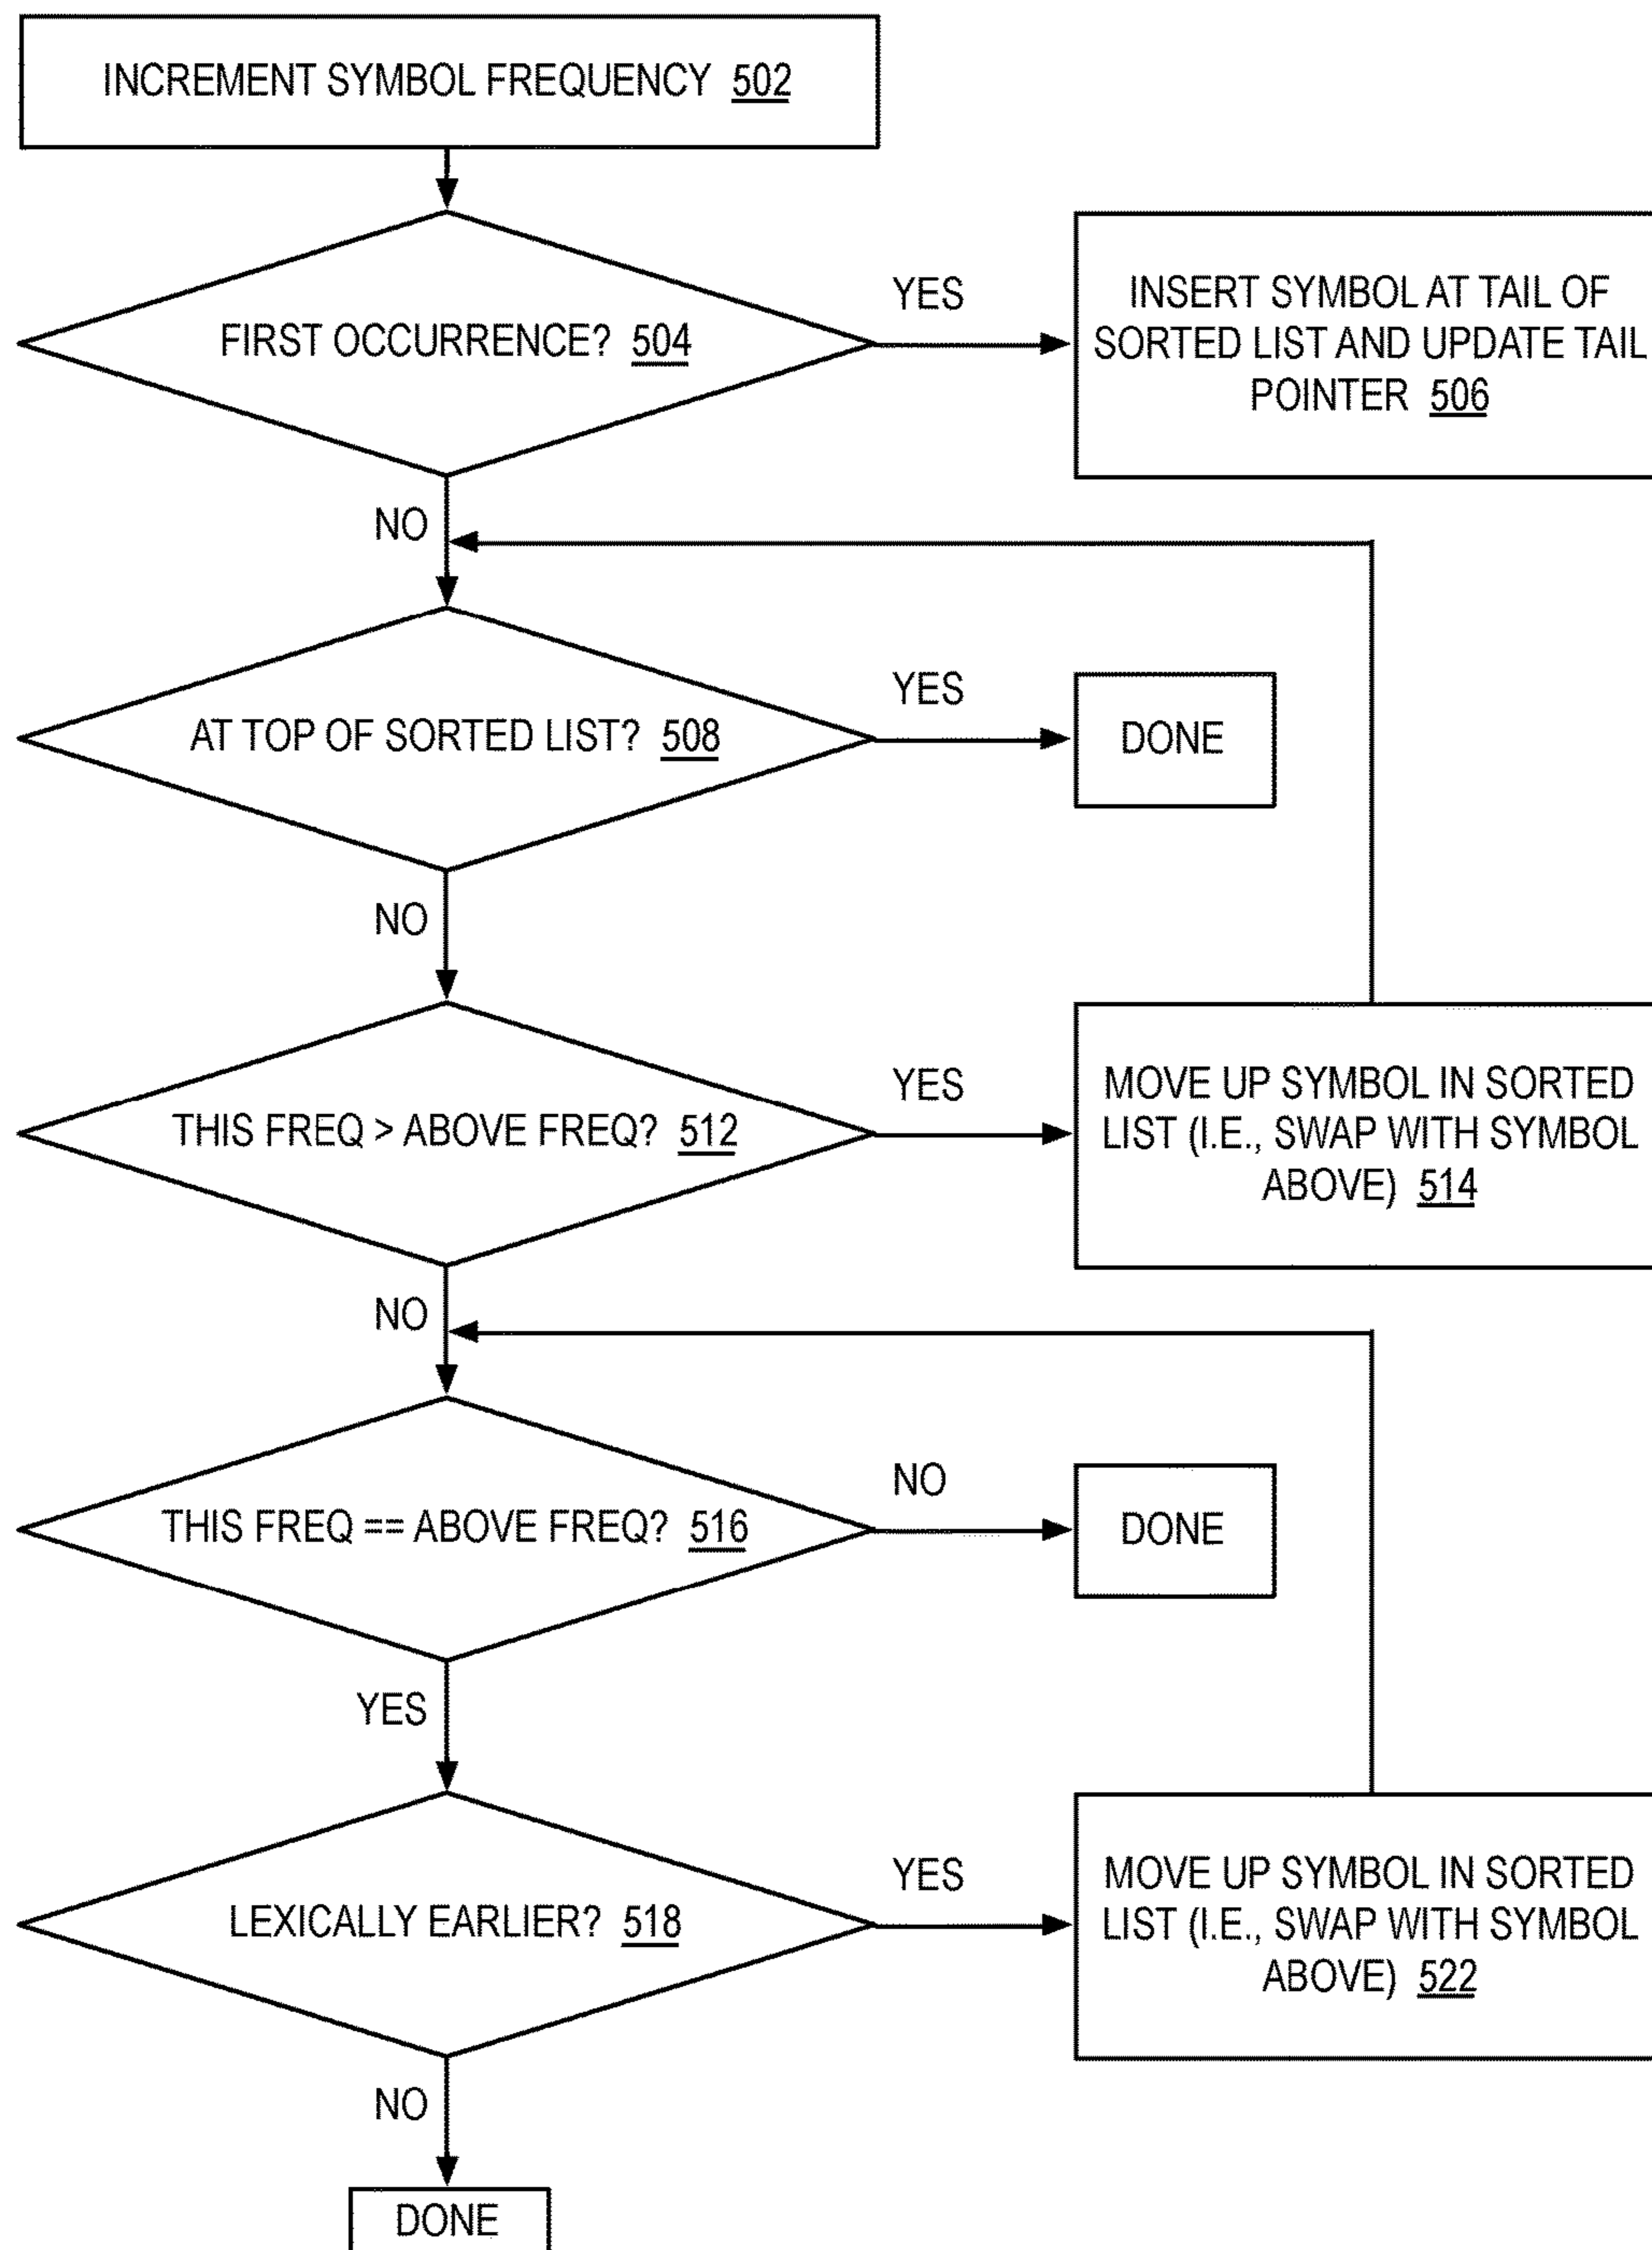 INCREMENT SYMBOL FREQUENCY 502
FIRST OCCURRENCE? 504
YES
INSERT SYMBOL AT TAIL OF
SORTED LIST AND UPDATE TAIL
POINTER 506
NO
AT TOP OF SORTED LIST? 508
YES
DONE
NO
THIS FREQ > ABOVE FREQ? 512
YES
MOVE UP SYMBOL IN SORTED
LIST (I.E., SWAP WITH SYMBOL
ABOVE) 514
NO
THIS FREQ == ABOVE FREQ? 516
NO
DONE
YES
LEXICALLY EARLIER? 518
YES
MOVE UP SYMBOL IN SORTED
LIST (I.E., SWAP WITH SYMBOL
ABOVE) 522
NO
DONE